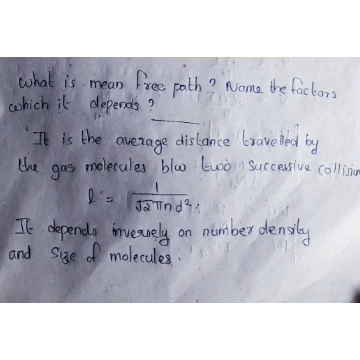 What is mean free path? Name the factors
which it depends?
It is the average distance travelled by
the gas molecules b/w two successive collision
l = 1/√2πnd²
It depends inversely on number density
and size of molecules.